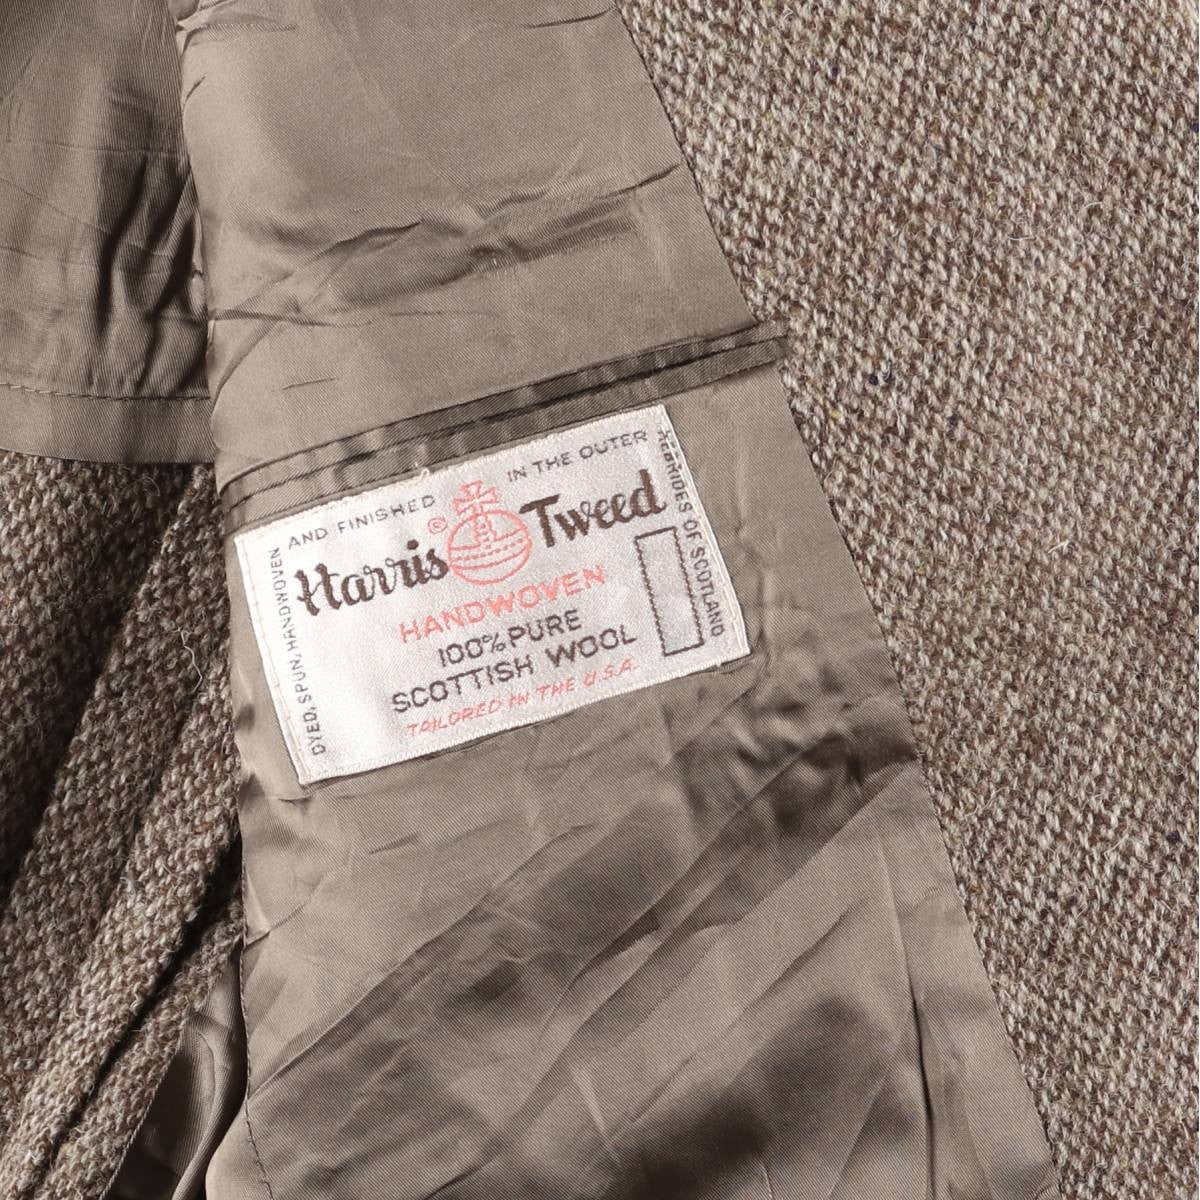 DYED, SPUN, HANDWOVEN
AND FINISHED IN THE OUTER
HEBRIDES OF SCOTLAND
Harris ® Tweed
HANDWOVEN
100% PURE
SCOTTISH WOOL
TAILORED IN THE U.S.A.